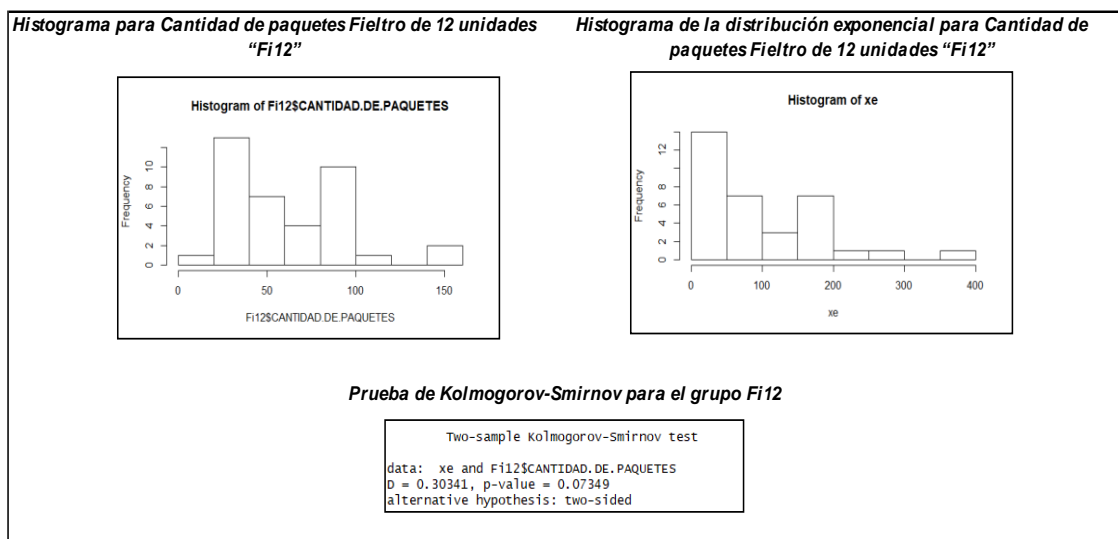 Histograma para Cantidad de paquetes Fieltro de 12 unidades
“Fi12”
Histograma de la distribución exponencial para Cantidad de
paquetes Fieltro de 12 unidades “Fi12”
Histogram of Fi12$CANTIDAD.DE.PAQUETES
Frequency
0 2 4 6 8 10
0 50 100 150
Fi12$CANTIDAD.DE.PAQUETES
Histogram of xe
Frequency
0 2 4 6 8 12
0 100 200 300 400
xe
Prueba de Kolmogorov-Smirnov para el grupo Fi12
Two-sample Kolmogorov-Smirnov test
data: xe and Fi12$CANTIDAD.DE.PAQUETES
D = 0.30341, p-value = 0.07349
alternative hypothesis: two-sided